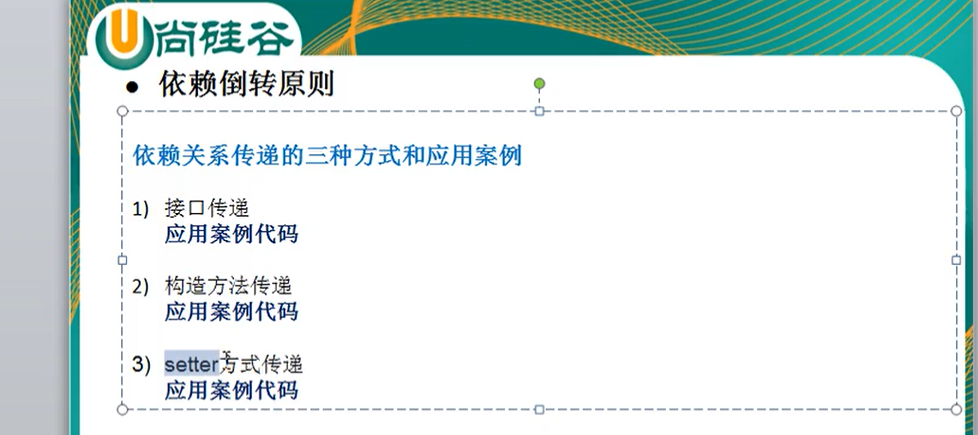 尚硅谷
● 依赖倒转原则
依赖关系传递的三种方式和应用案例
1) 接口传递
应用案例代码
2) 构造方法传递
应用案例代码
3) setter方式传递
应用案例代码